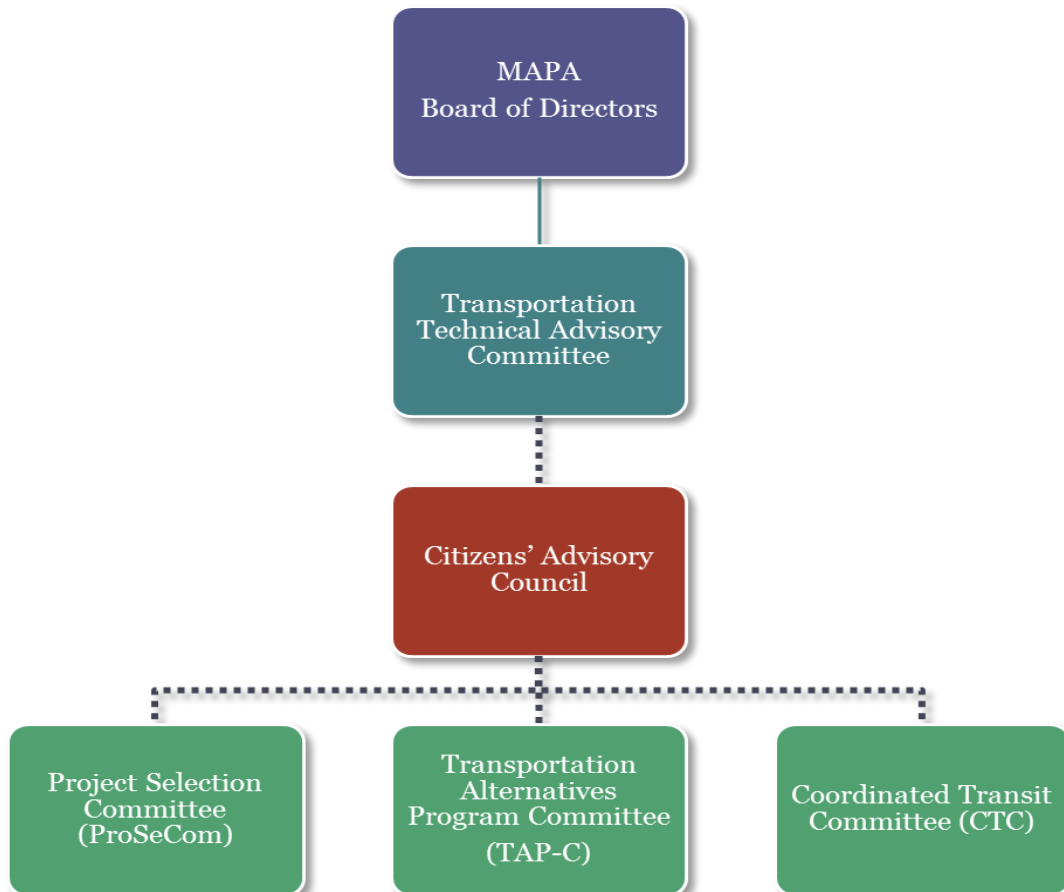 MAPA
Board of Directors
Transportation
Technical Advisory
Committee
Citizens’ Advisory
Council
Project Selection
Committee
(ProSeCom)
Transportation
Alternatives
Program Committee
(TAP-C)
Coordinated Transit
Committee (CTC)